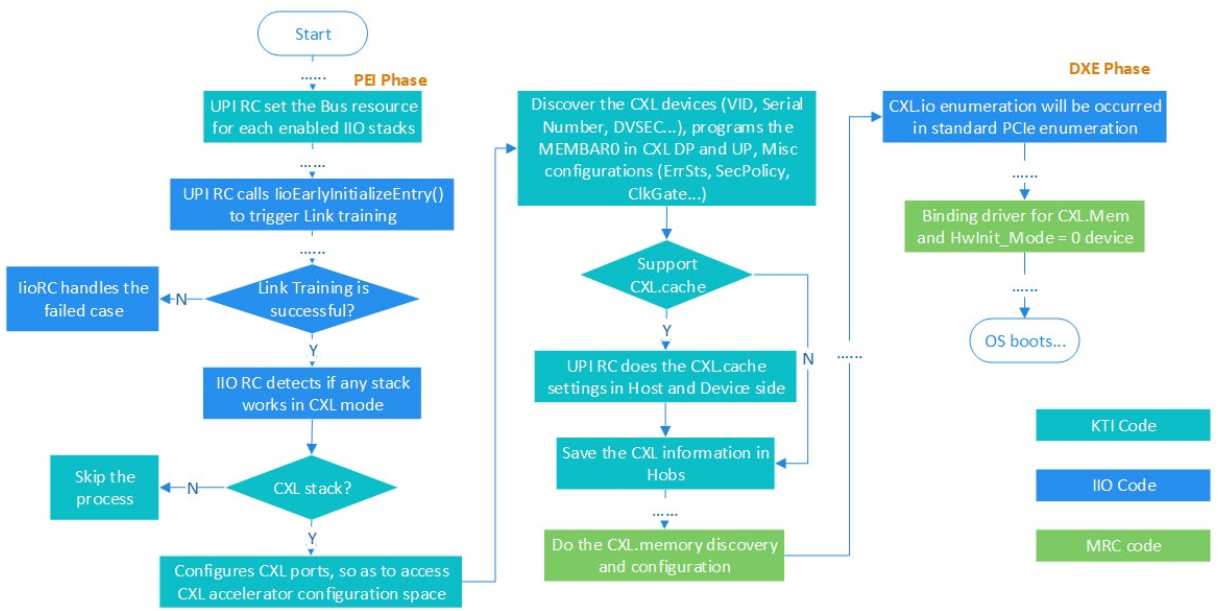 Start
......
PEI Phase
UPI RC set the Bus resource
for each enabled IIO stacks
......
UPI RC calls IioEarlyInitializeEntry()
to trigger Link training
......
Link Training is
successful?
N
IioRC handles the
failed case
Y
IIO RC detects if any stack
works in CXL mode
CXL stack?
N
Skip the
process
Y
Configures CXL ports, so as to access
CXL accelerator configuration space
Discover the CXL devices (VID, Serial
Number, DVSEC...), programs the
MEMBAR0 in CXL DP and UP, Misc
configurations (ErrSts, SecPolicy,
ClkGate...)
Support
CXL.cache
Y
N
UPI RC does the CXL.cache
settings in Host and Device side
Save the CXL information in
Hobs
......
Do the CXL.memory discovery
and configuration
......
DXE Phase
CXL.io enumeration will be occurred
in standard PCIe enumeration
......
Binding driver for CXL.Mem
and HwInit_Mode = 0 device
......
OS boots...
KTI Code
IIO Code
MRC code